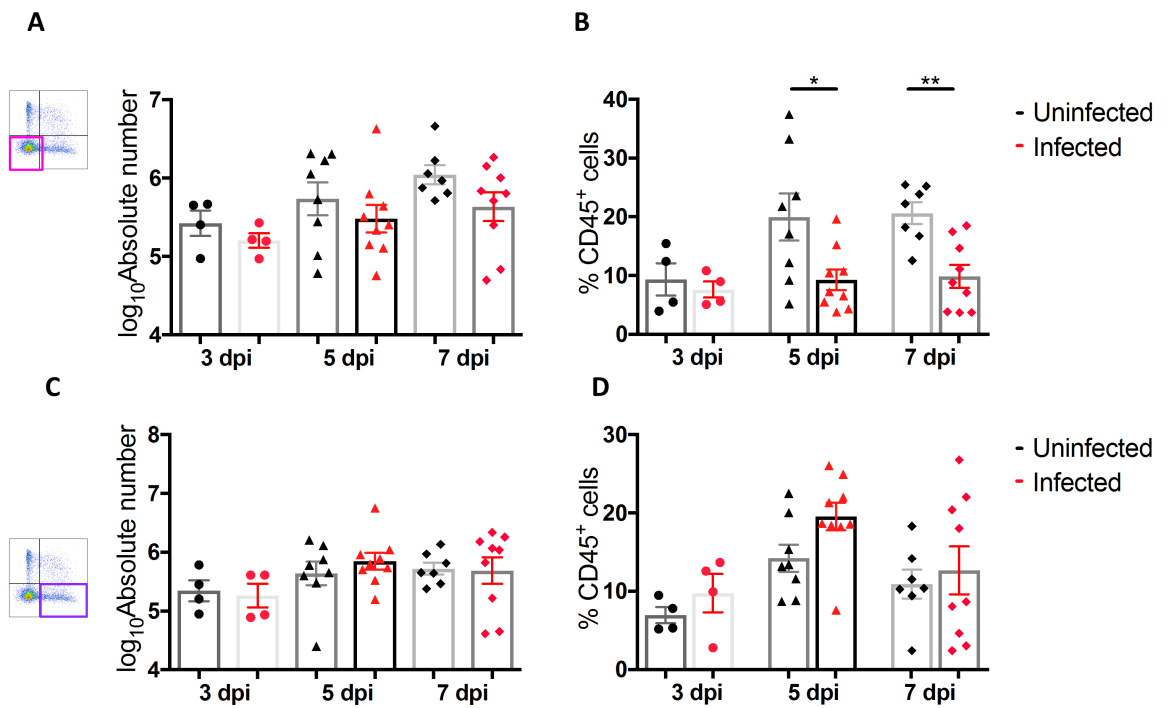 A
B
log10Absolute number
7
6
5
4
3 dpi 5 dpi 7 dpi
% CD45+ cells
40
30
20
10
0
* **
3 dpi 5 dpi 7 dpi
Uninfected
Infected
C
D
log10Absolute number
8
7
6
5
4
3 dpi 5 dpi 7 dpi
% CD45+ cells
30
20
10
0
3 dpi 5 dpi 7 dpi
Uninfected
Infected